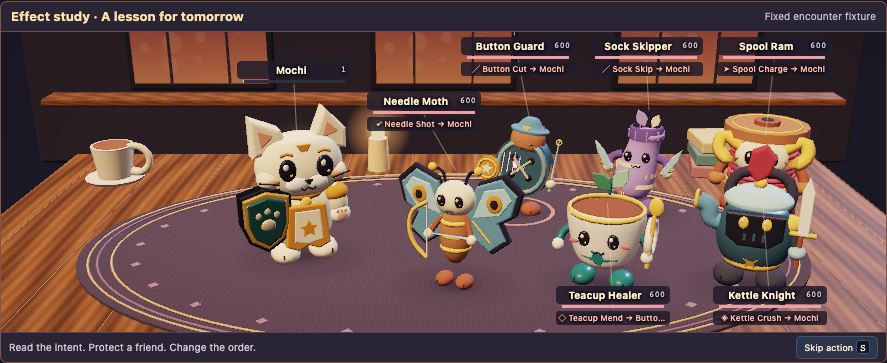 Effect study · A lesson for tomorrow
Fixed encounter fixture
Button Guard 600
Button Cut → Mochi
Sock Skipper 600
Sock Skip → Mochi
Spool Ram 600
Spool Charge → Mochi
Mochi 1
Needle Moth 600
Needle Shot → Mochi
Teacup Healer 600
Teacup Mend → Butto...
Kettle Knight 600
Kettle Crush → Mochi
Read the intent. Protect a friend. Change the order.
Skip action S